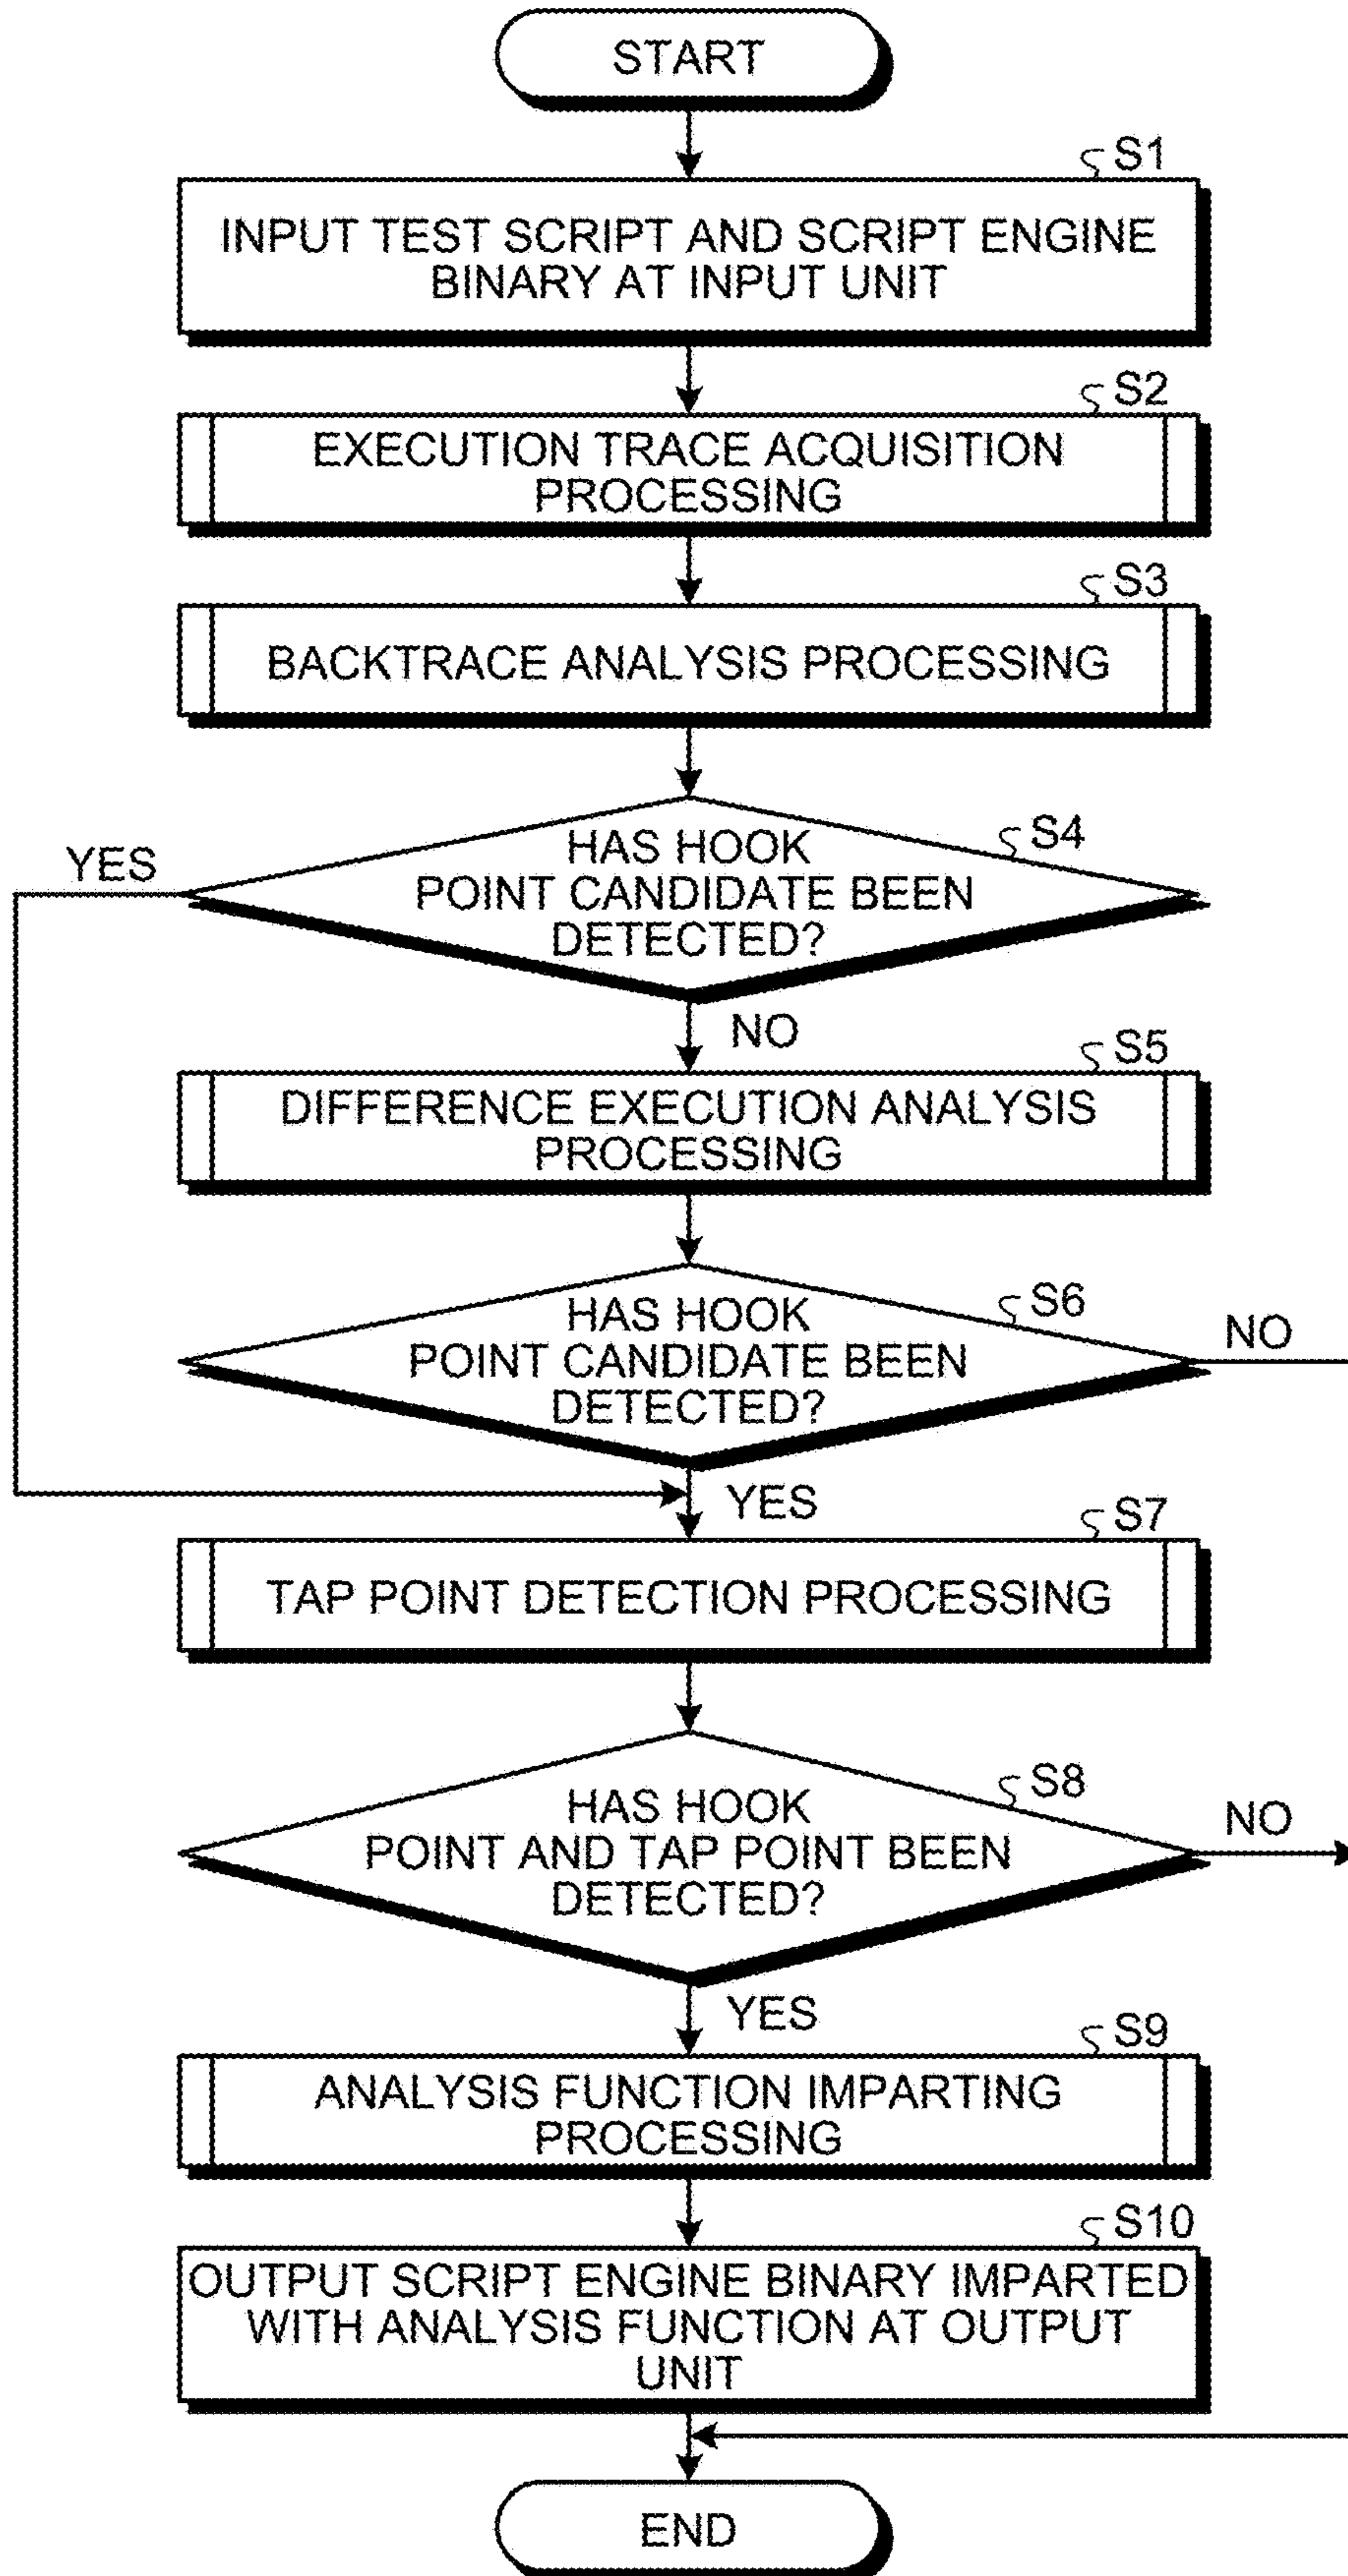 START
S1
INPUT TEST SCRIPT AND SCRIPT ENGINE
BINARY AT INPUT UNIT
S2
EXECUTION TRACE ACQUISITION
PROCESSING
S3
BACKTRACE ANALYSIS PROCESSING
S4
YES
HAS HOOK
POINT CANDIDATE BEEN
DETECTED?
NO
S5
DIFFERENCE EXECUTION ANALYSIS
PROCESSING
S6
HAS HOOK
POINT CANDIDATE BEEN
DETECTED?
NO
YES
S7
TAP POINT DETECTION PROCESSING
S8
HAS HOOK
POINT AND TAP POINT BEEN
DETECTED?
NO
YES
S9
ANALYSIS FUNCTION IMPARTING
PROCESSING
S10
OUTPUT SCRIPT ENGINE BINARY IMPARTED
WITH ANALYSIS FUNCTION AT OUTPUT
UNIT
END